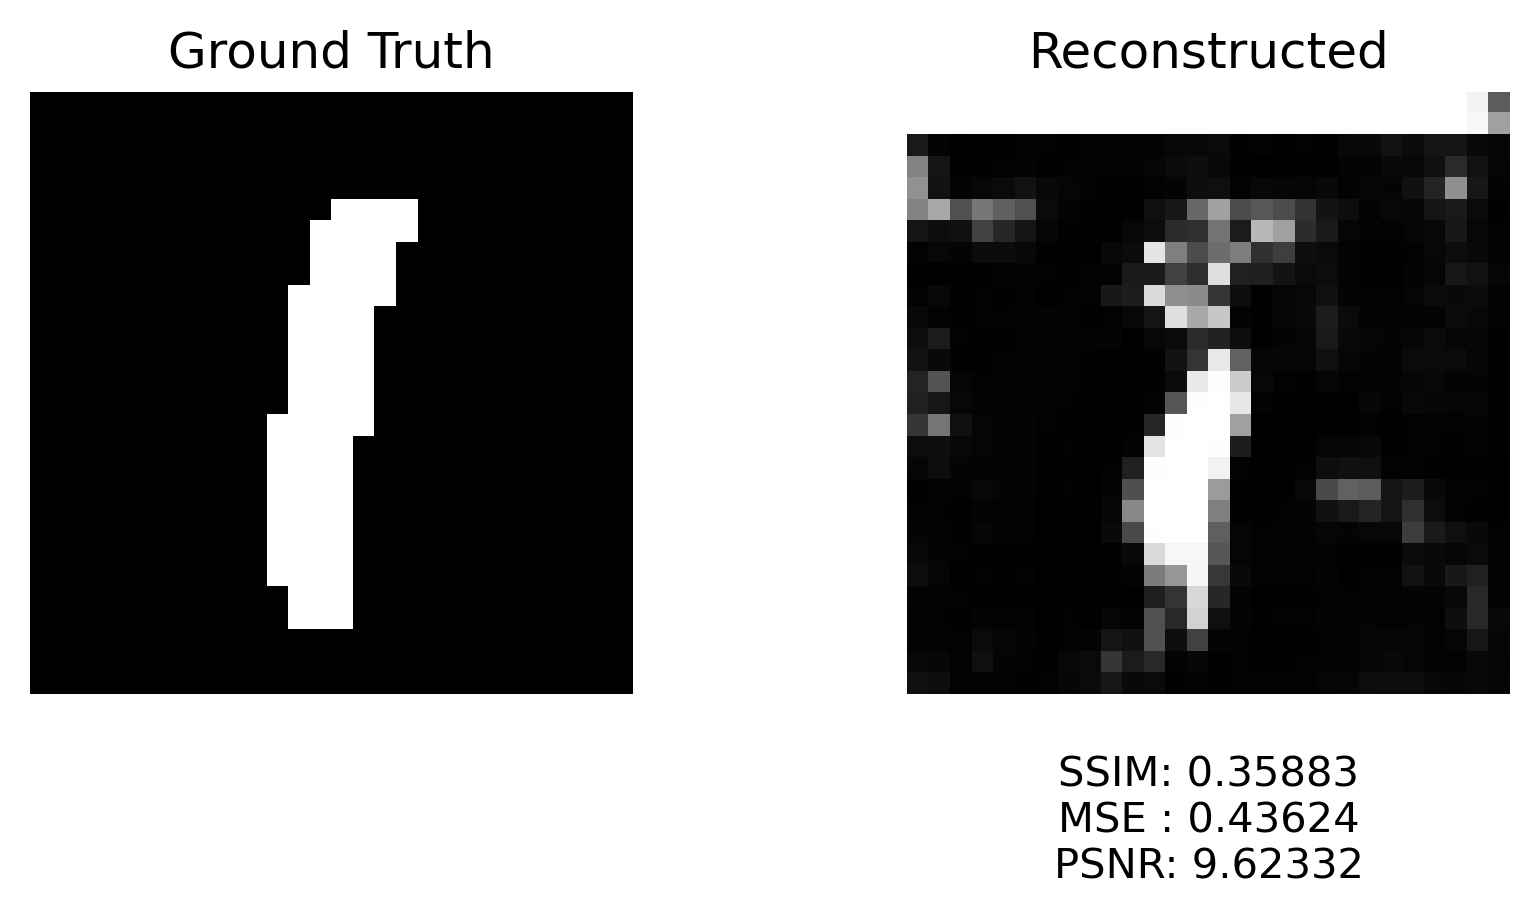 Ground Truth
Reconstructed
SSIM: 0.35883
MSE : 0.43624
PSNR: 9.62332